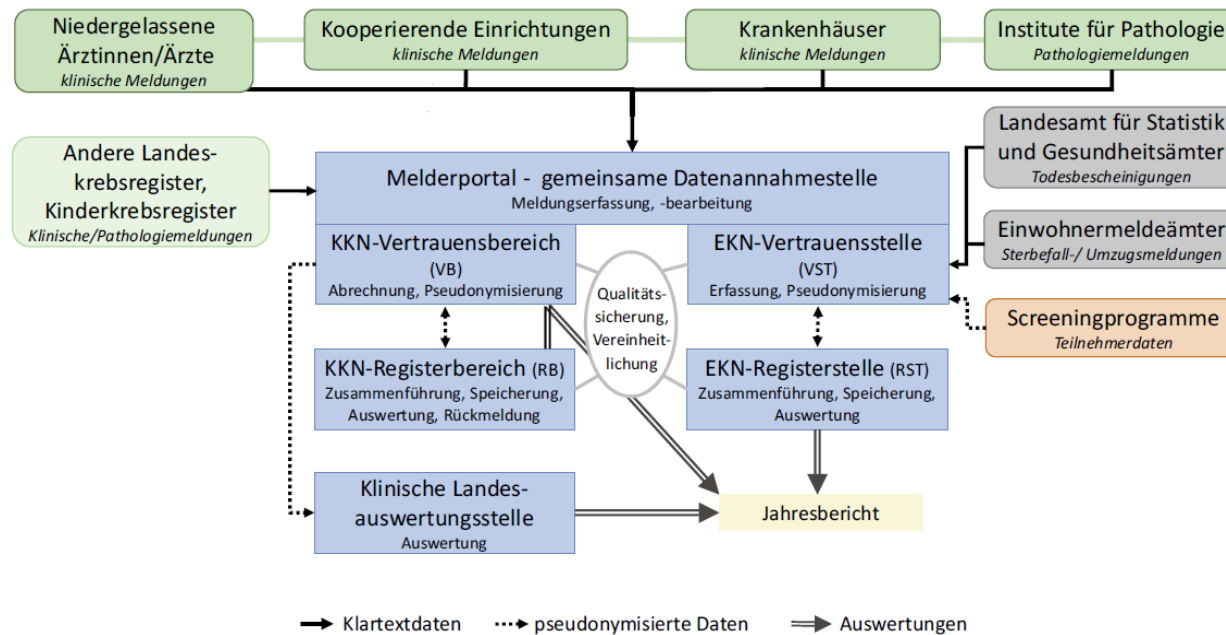 Niedergelassene
Ärztinnen/Ärzte
klinische Meldungen
Kooperierende Einrichtungen
klinische Meldungen
Krankenhäuser
klinische Meldungen
Institute für Pathologie
Pathologiemeldungen
Andere Landes-
krebsregister,
Kinderkrebsregister
Klinische/Pathologiemeldungen
Melderportal - gemeinsame Datenannahmestelle
Meldungserfassung, -bearbeitung
Landesamt für Statistik
und Gesundheitsämter
Todesbescheinigungen
KKN-Vertrauensbereich
(VB)
Abrechnung, Pseudonymisierung
EKN-Vertrauensstelle
(VST)
Erfassung, Pseudonymisierung
Einwohnermeldeämter
Sterbefall-/ Umzugsmeldungen
Qualitäts-
sicherung,
Vereinheit-
lichung
Screeningprogramme
Teilnehmerdaten
KKN-Registerbereich (RB)
Zusammenführung, Speicherung,
Auswertung, Rückmeldung
EKN-Registerstelle (RST)
Zusammenführung, Speicherung,
Auswertung
Klinische Landes-
auswertungsstelle
Auswertung
Jahresbericht
Klartextdaten
pseudonymisierte Daten
Auswertungen